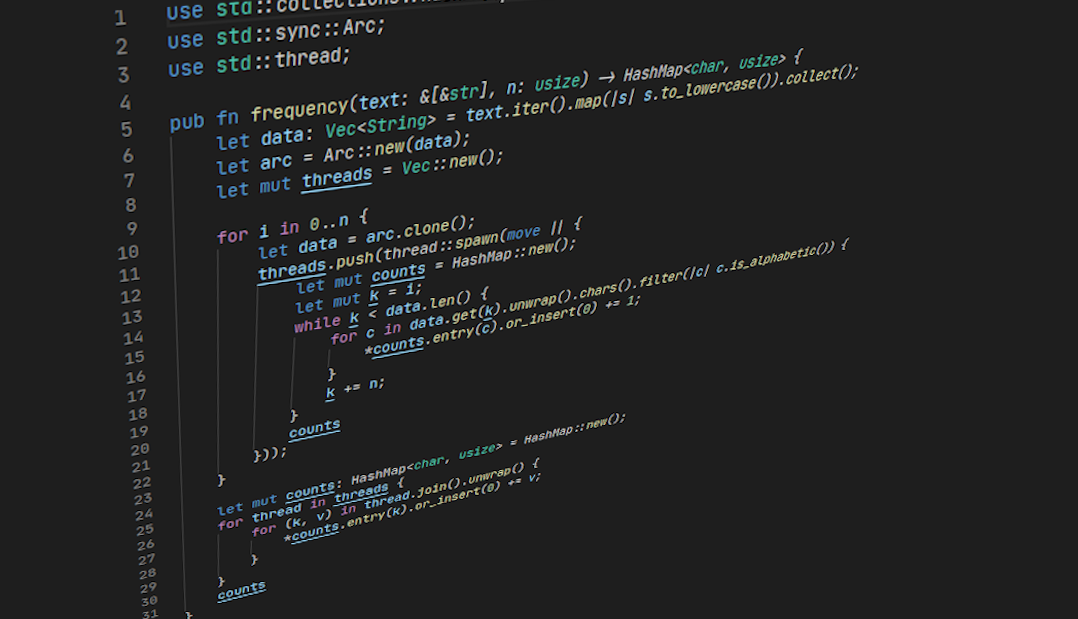 1 use std::collections::
2 use std::sync::Arc;
3 use std::thread;
4
5 pub fn frequency(text: &[&str], n: usize) -> HashMap<char, usize> {
6 let data: Vec<String> = text.iter().map(|s| s.to_lowercase()).collect();
7 let arc = Arc::new(data);
8 let mut threads = Vec::new();
9
10 for i in 0..n {
11 let data = arc.clone();
12 threads.push(thread::spawn(move || {
13 let mut counts = HashMap::new();
14 let mut k = i;
15 while k < data.len() {
16 for c in data.get(k).unwrap().chars().filter(|c| c.is_alphabetic()) {
17 *counts.entry(c).or_insert(0) += 1;
18 }
19 k += n;
20 }
21 counts
22 }));
23 }
24 let mut counts: HashMap<char, usize> = HashMap::new();
25 for thread in threads {
26 for (k, v) in thread.join().unwrap() {
27 *counts.entry(k).or_insert(0) += v;
28 }
29 }
30 counts
31 }